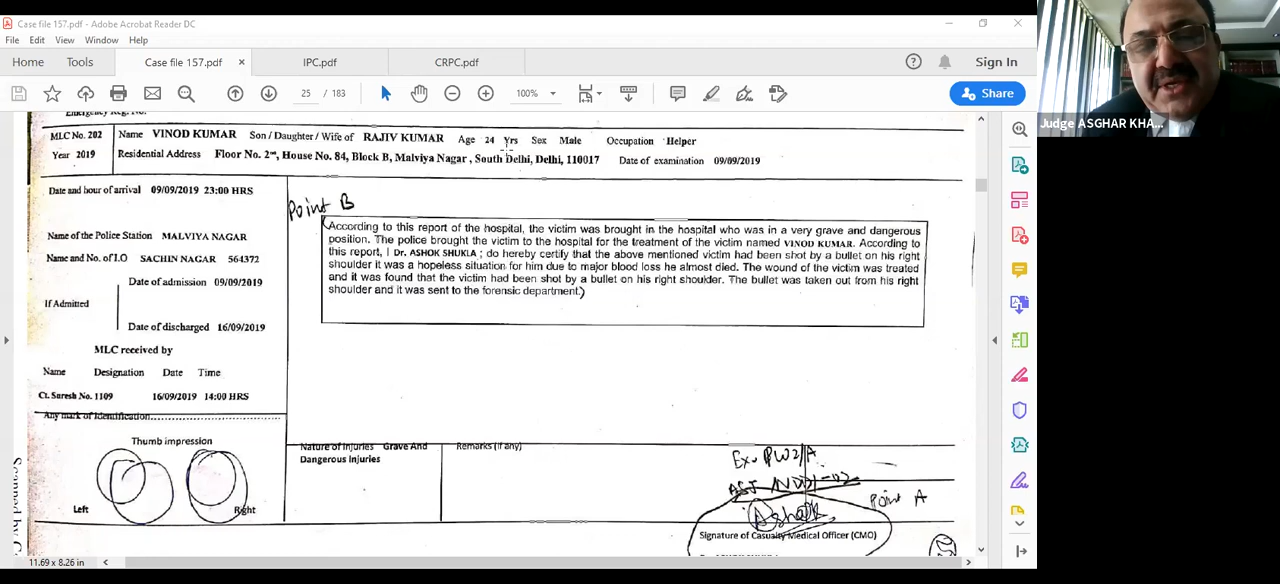 Case file 157.pdf - Adobe Acrobat Reader DC
File Edit View Window Help
Home Tools Case file 157.pdf × IPC.pdf CRPC.pdf Sign In
25 / 183 100% Share
Judge ASGHAR KHA...
Emergency Reg. No.
MLC No. 202 Name VINOD KUMAR Son / Daughter / Wife of RAJIV KUMAR Age 24 Yrs Sex Male Occupation Helper
Year 2019 Residential Address Floor No. 2nd, House No. 84, Block B, Malviya Nagar, South Delhi, Delhi, 110017 Date of examination 09/09/2019
Date and hour of arrival 09/09/2019 23:00 HRS
Name of the Police Station MALVIYA NAGAR
Name and No. of I.O SACHIN NAGAR 564372
Date of admission 09/09/2019
If Admitted
Date of discharged 16/09/2019
MLC received by
Name Designation Date Time
Ct. Suresh No. 1109 16/09/2019 14:00 HRS
Any mark of Identification
Thumb impression
Left Right
Point B
(According to this report of the hospital, the victim was brought in the hospital who was in a very grave and dangerous
position. The police brought the victim to the hospital for the treatment of the victim named VINOD KUMAR. According to
this report, I Dr. ASHOK SHUKLA ; do hereby certify that the above mentioned victim had been shot by a bullet on his right
shoulder it was a hopeless situation for him due to major blood loss he almost died. The wound of the victim was treated
and it was found that the victim had been shot by a bullet on his right shoulder. The bullet was taken out from his right
shoulder and it was sent to the forensic department.)
Nature of Injuries Grave And
Dangerous Injuries
Remarks (if any)
Ex. PW2/A
Point A
Ashok
Signature of Casualty Medical Officer (CMO)
Scanned by C
11.69 x 8.26 in